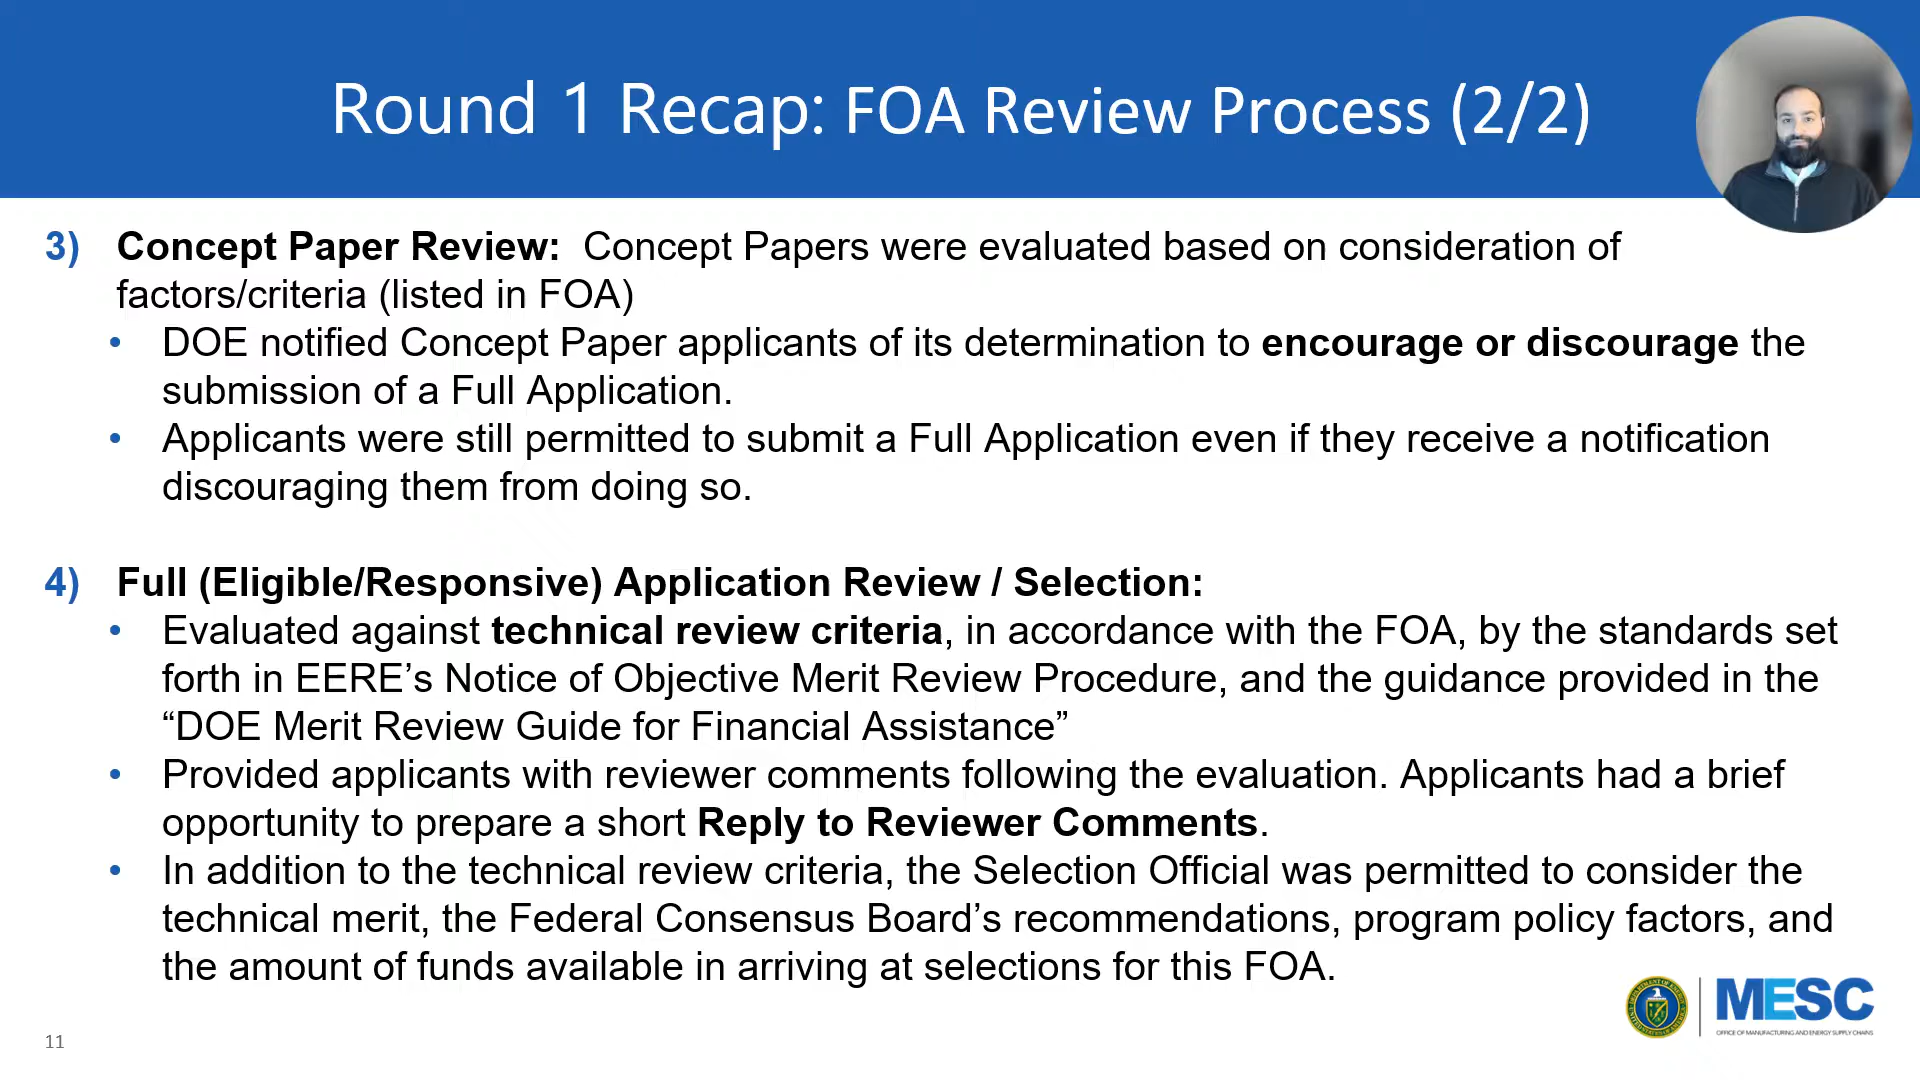 Round 1 Recap: FOA Review Process (2/2)
3) Concept Paper Review: Concept Papers were evaluated based on consideration of
factors/criteria (listed in FOA)
• DOE notified Concept Paper applicants of its determination to encourage or discourage the
submission of a Full Application.
• Applicants were still permitted to submit a Full Application even if they receive a notification
discouraging them from doing so.
4) Full (Eligible/Responsive) Application Review / Selection:
• Evaluated against technical review criteria, in accordance with the FOA, by the standards set
forth in EERE’s Notice of Objective Merit Review Procedure, and the guidance provided in the
“DOE Merit Review Guide for Financial Assistance”
• Provided applicants with reviewer comments following the evaluation. Applicants had a brief
opportunity to prepare a short Reply to Reviewer Comments.
• In addition to the technical review criteria, the Selection Official was permitted to consider the
technical merit, the Federal Consensus Board’s recommendations, program policy factors, and
the amount of funds available in arriving at selections for this FOA.
MESC
OFFICE OF MANUFACTURING AND ENERGY SUPPLY CHAINS
11